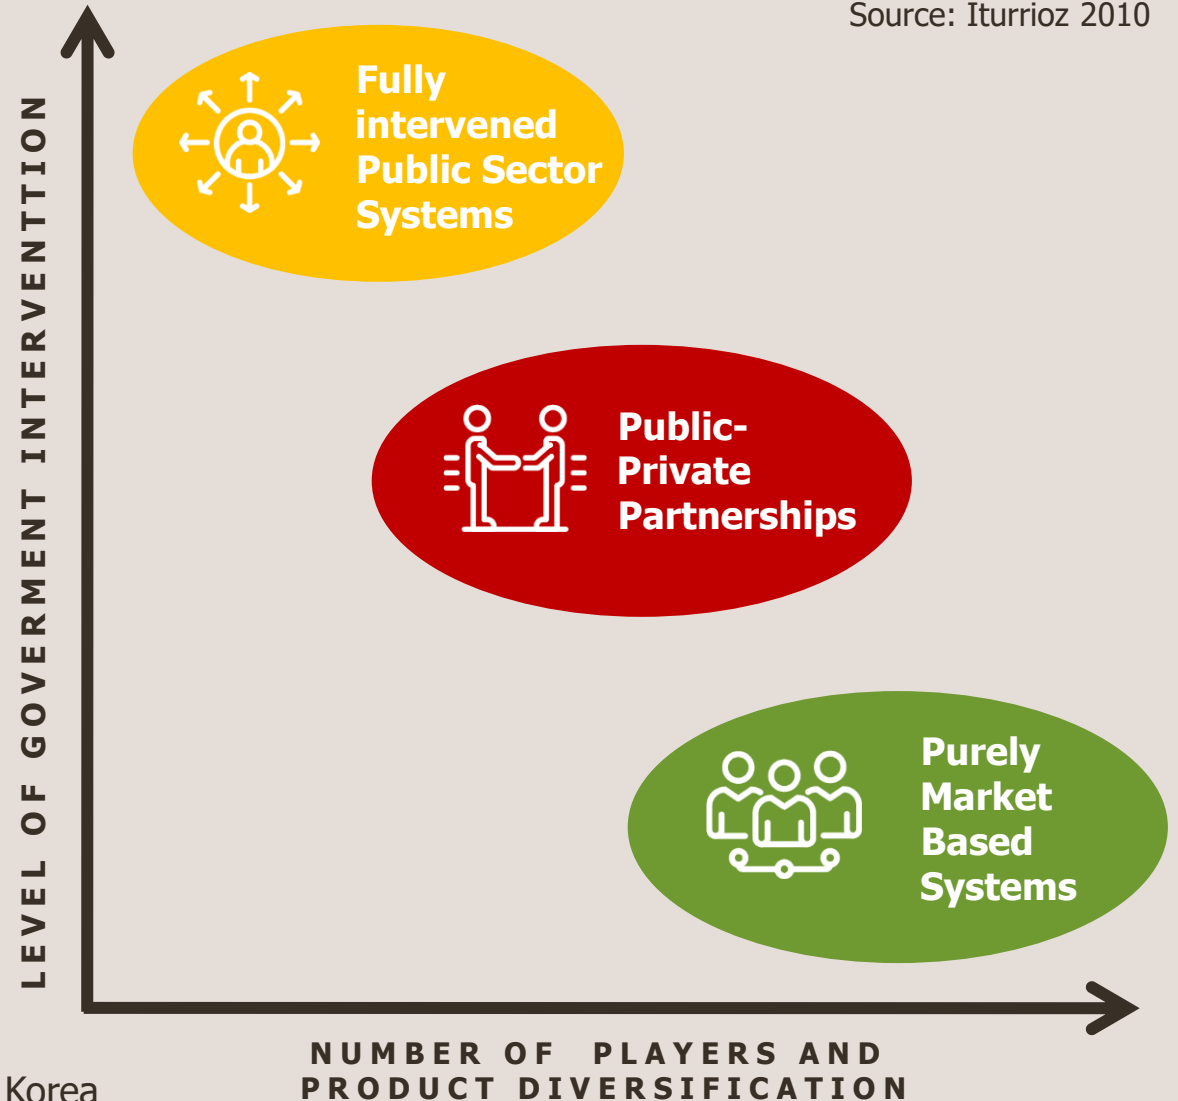 Source: Iturrioz 2010
Fully
intervened
Public Sector
Systems
Public-
Private
Partnerships
Purely
Market
Based
Systems
LEVEL OF GOVERMENT INTERVENTTION
NUMBER OF PLAYERS AND
PRODUCT DIVERSIFICATION
Korea